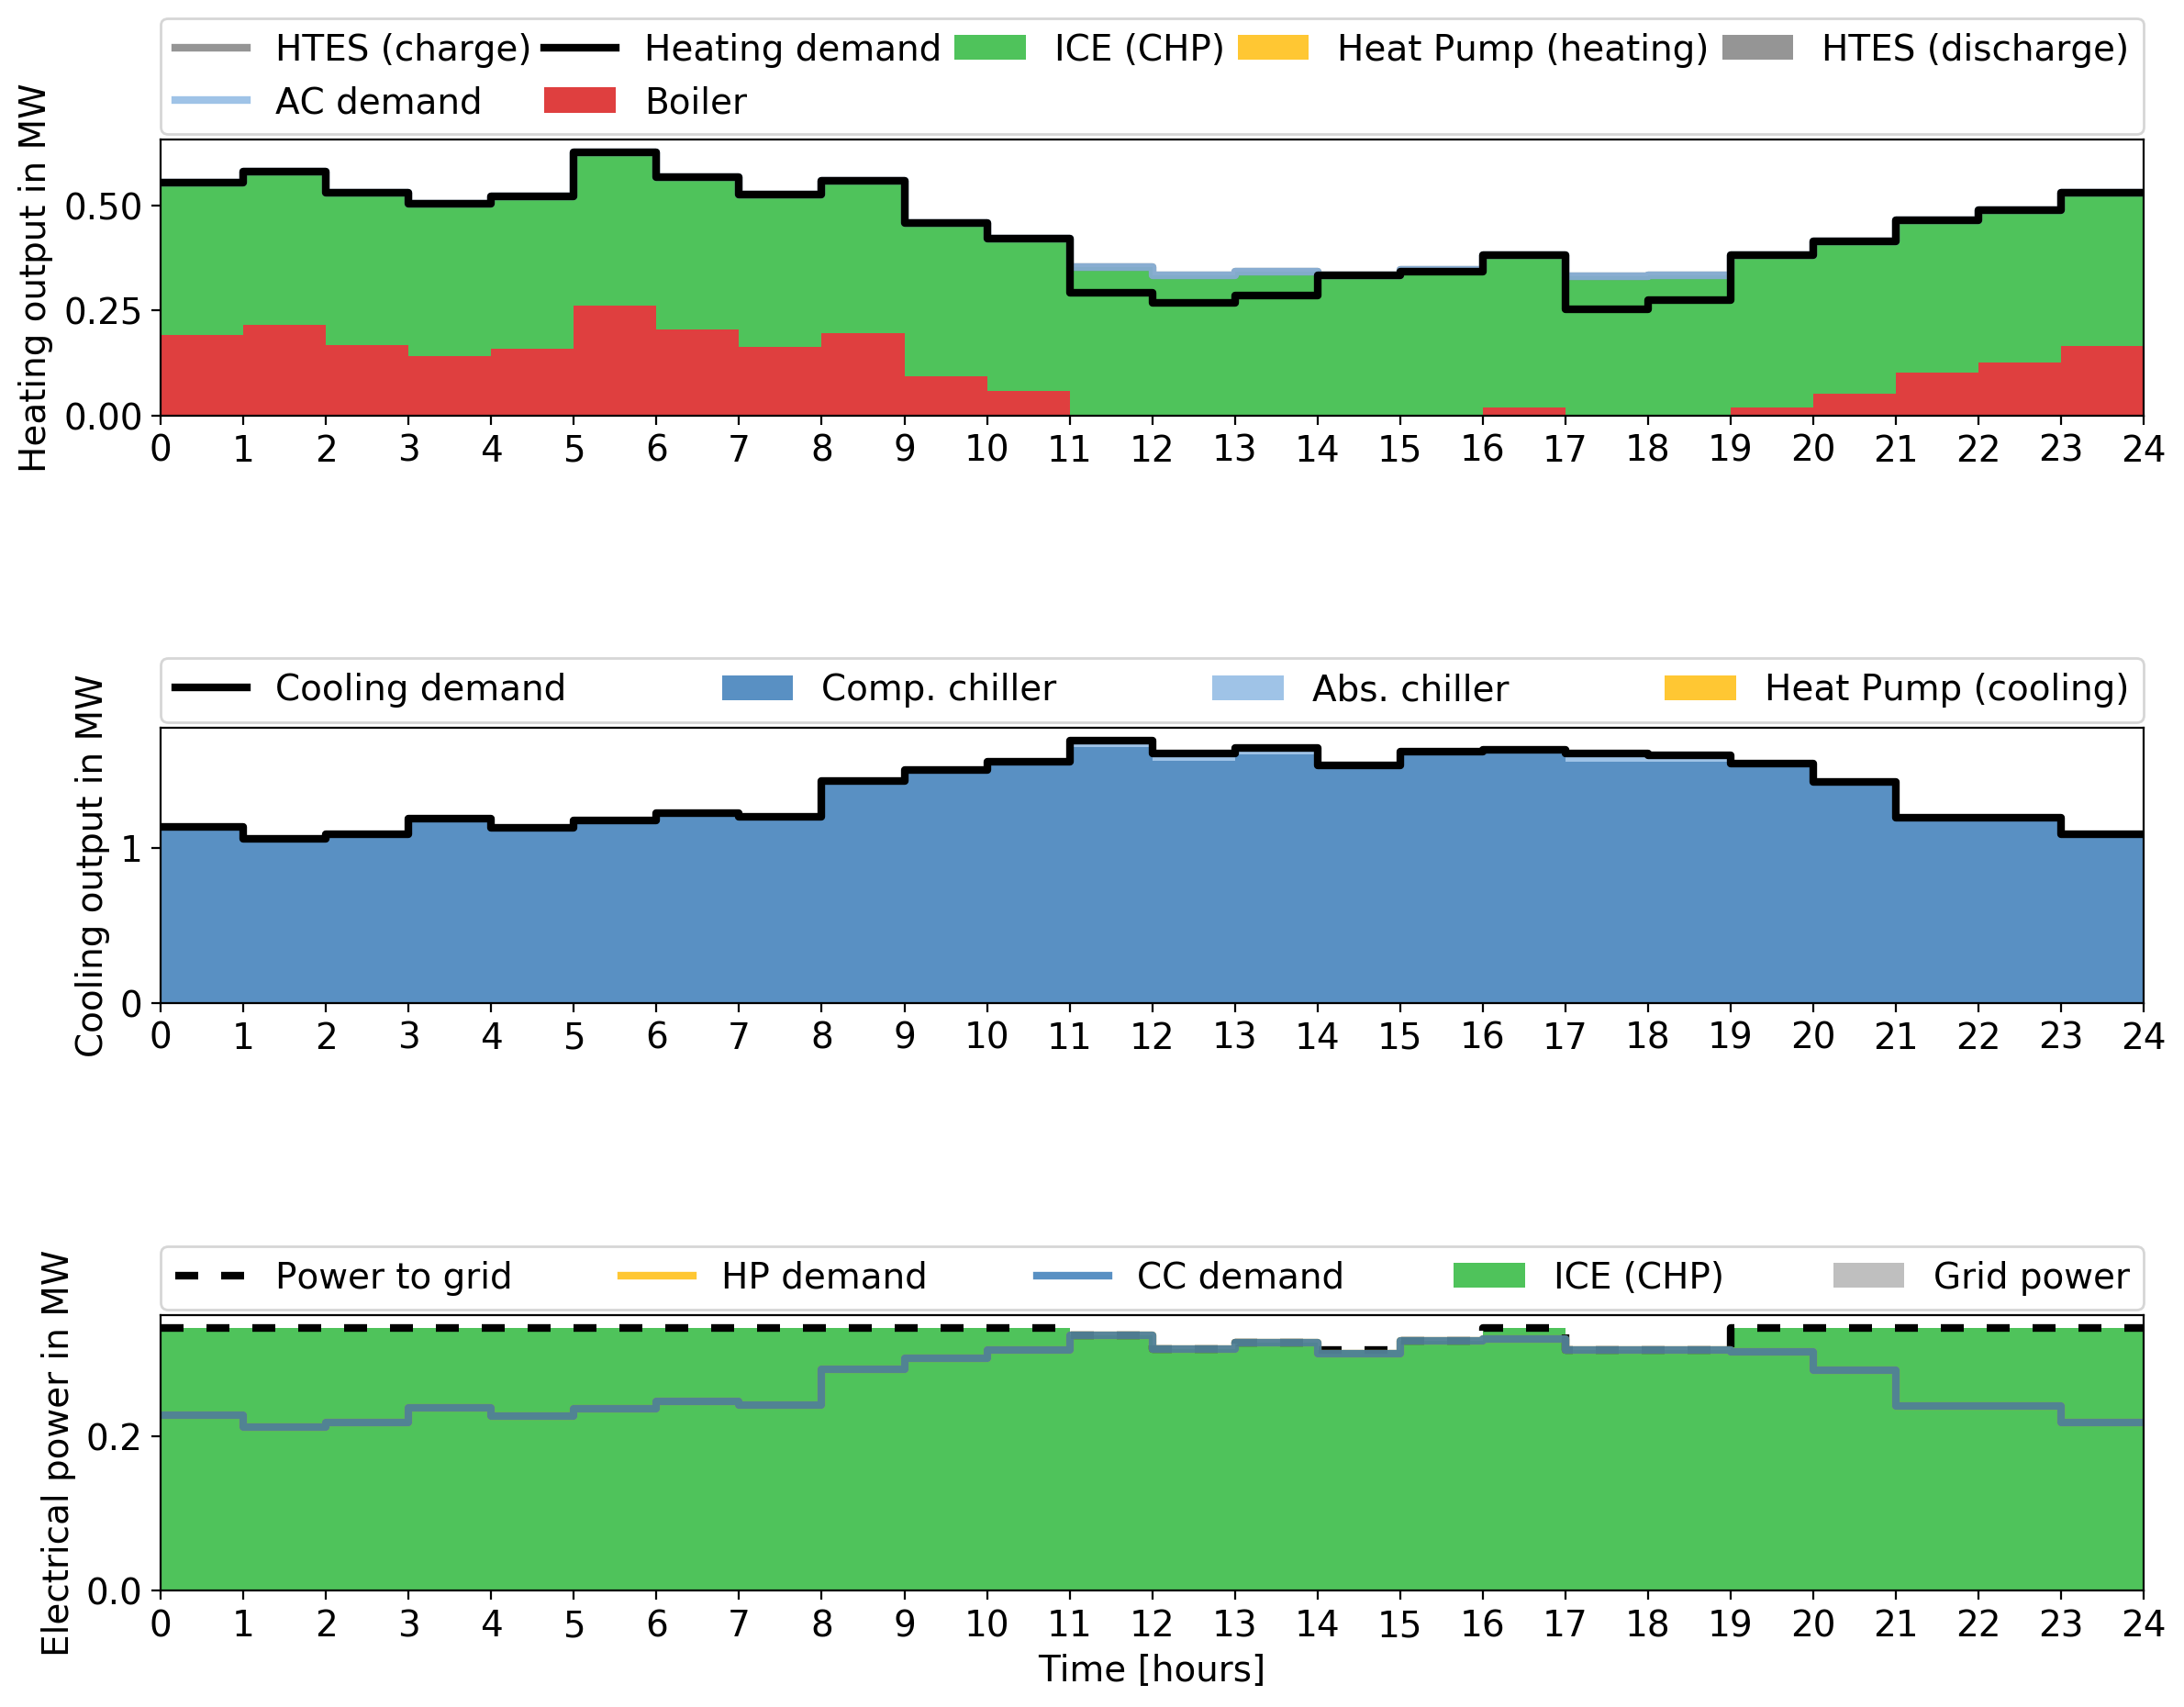 HTES (charge) Heating demand ICE (CHP) Heat Pump (heating) HTES (discharge)
AC demand Boiler
Heating output in MW
0.50
0.25
0.00
0 1 2 3 4 5 6 7 8 9 10 11 12 13 14 15 16 17 18 19 20 21 22 23 24
Cooling demand Comp. chiller Abs. chiller Heat Pump (cooling)
Cooling output in MW
1
0
0 1 2 3 4 5 6 7 8 9 10 11 12 13 14 15 16 17 18 19 20 21 22 23 24
Power to grid HP demand CC demand ICE (CHP) Grid power
Electrical power in MW
0.2
0.0
0 1 2 3 4 5 6 7 8 9 10 11 12 13 14 15 16 17 18 19 20 21 22 23 24
Time [hours]